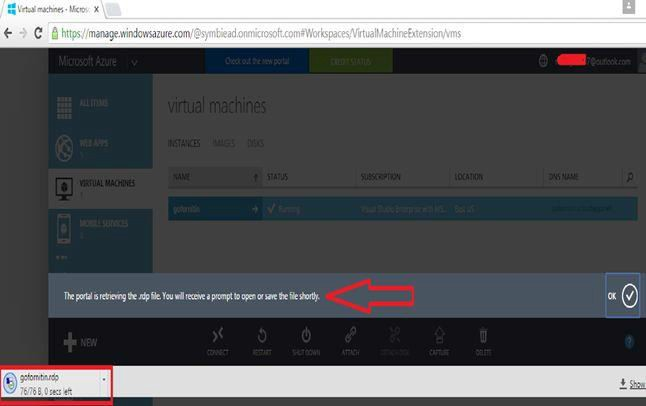 Virtual machines - Micros
https://manage.windowsazure.com/@symbiead.onmicrosoft.com#Workspaces/VirtualMachineExtension/vms
Microsoft Azure
Check out the new portal
CREDIT STATUS
7@outlook.com
ALL ITEMS
WEB APPS
1
VIRTUAL MACHINES
1
MOBILE SERVICES
virtual machines
INSTANCES IMAGES DISKS
NAME STATUS SUBSCRIPTION LOCATION DNS NAME
gofornitin Running Visual Studio Enterprise with MS... East US
The portal is retrieving the .rdp file. You will receive a prompt to open or save the file shortly.
OK
NEW
CONNECT RESTART SHUT DOWN ATTACH DETACH DISK CAPTURE DELETE
?
gofornitin.rdp
76/76 B, 0 secs left
Show